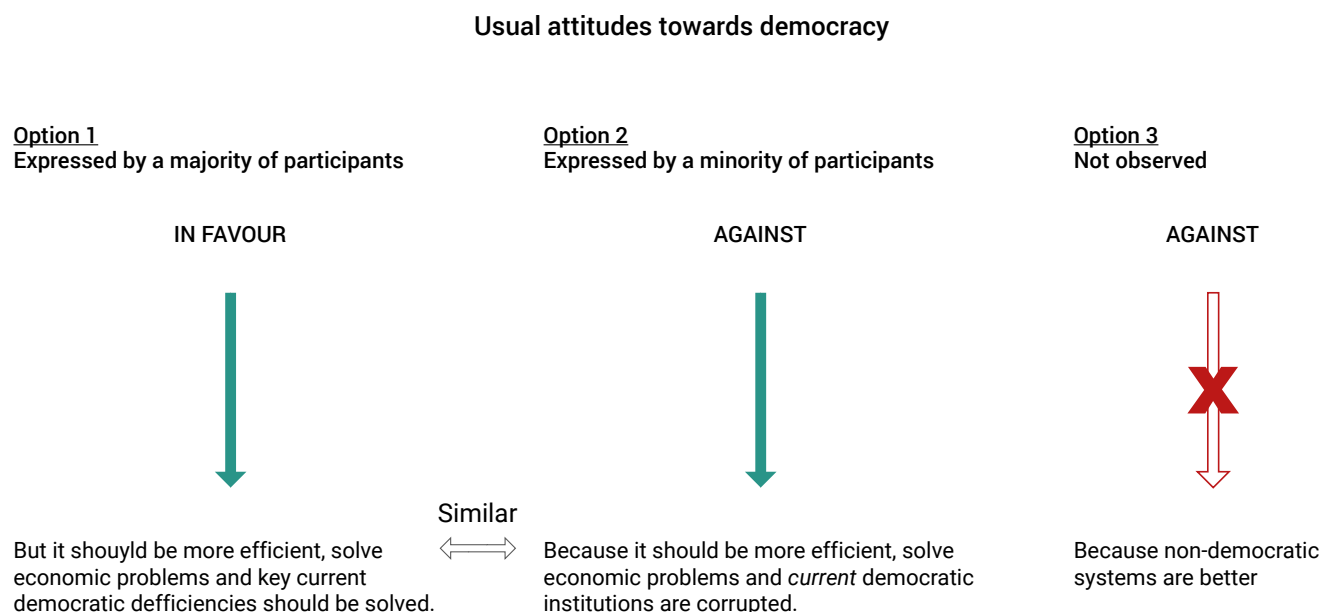 Usual attitudes towards democracy
Option 1
Expressed by a majority of participants
Option 2
Expressed by a minority of participants
Option 3
Not observed
IN FAVOUR
AGAINST
AGAINST
X
Similar
But it shouyld be more efficient, solve
economic problems and key current
democratic defficiencies should be solved.
Because it should be more efficient, solve
economic problems and current democratic
institutions are corrupted.
Because non-democratic
systems are better